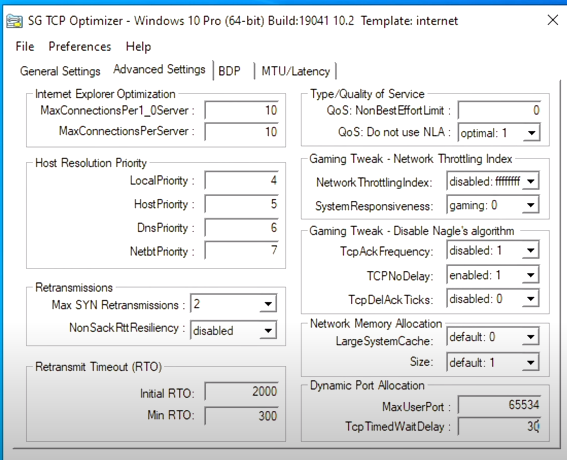 SG TCP Optimizer - Windows 10 Pro (64-bit) Build:19041 10.2 Template: internet
File Preferences Help
General Settings Advanced Settings BDP MTU/Latency
Internet Explorer Optimization
MaxConnectionsPer1_0Server : 10
MaxConnectionsPerServer : 10
Host Resolution Priority
LocalPriority : 4
HostPriority : 5
DnsPriority : 6
NetbtPriority : 7
Retransmissions
Max SYN Retransmissions : 2
NonSackRttResiliency : disabled
Retransmit Timeout (RTO)
Initial RTO: 2000
Min RTO: 300
Type/Quality of Service
QoS: NonBestEffortLimit : 0
QoS: Do not use NLA : optimal: 1
Gaming Tweak - Network Throttling Index
NetworkThrottlingIndex: disabled: ffffffff
SystemResponsiveness: gaming: 0
Gaming Tweak - Disable Nagle's algorithm
TcpAckFrequency: disabled: 1
TCPNoDelay: enabled: 1
TcpDelAckTicks: disabled: 0
Network Memory Allocation
LargeSystemCache: default: 0
Size: default: 1
Dynamic Port Allocation
MaxUserPort : 65534
TcpTimedWaitDelay : 30